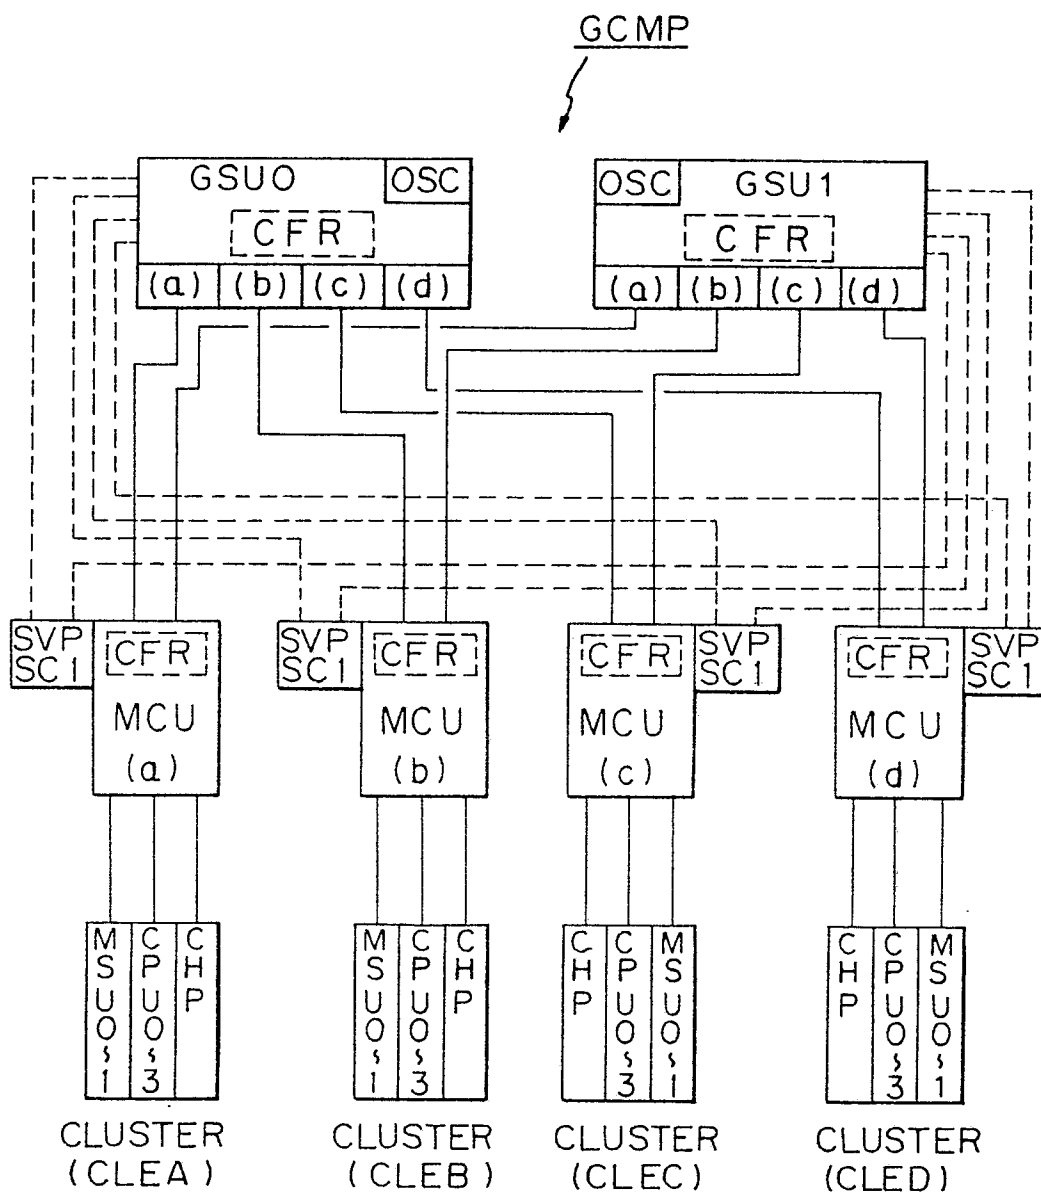 GCMP
GSU0 OSC
CFR
(a) (b) (c) (d)
OSC GSU1
CFR
(a) (b) (c) (d)
SVP
SC1
CFR
MCU
(a)
SVP
SC1
CFR
MCU
(b)
CFR
MCU
(c)
SVP
SC1
CFR
MCU
(d)
SVP
SC1
MSU0~1
CPU0~3
CHP
MSU0~1
CPU0~3
CHP
CHP
CPU0~3
MSU0~1
CHP
CPU0~3
MSU0~1
CLUSTER
(CLEA)
CLUSTER
(CLEB)
CLUSTER
(CLEC)
CLUSTER
(CLED)